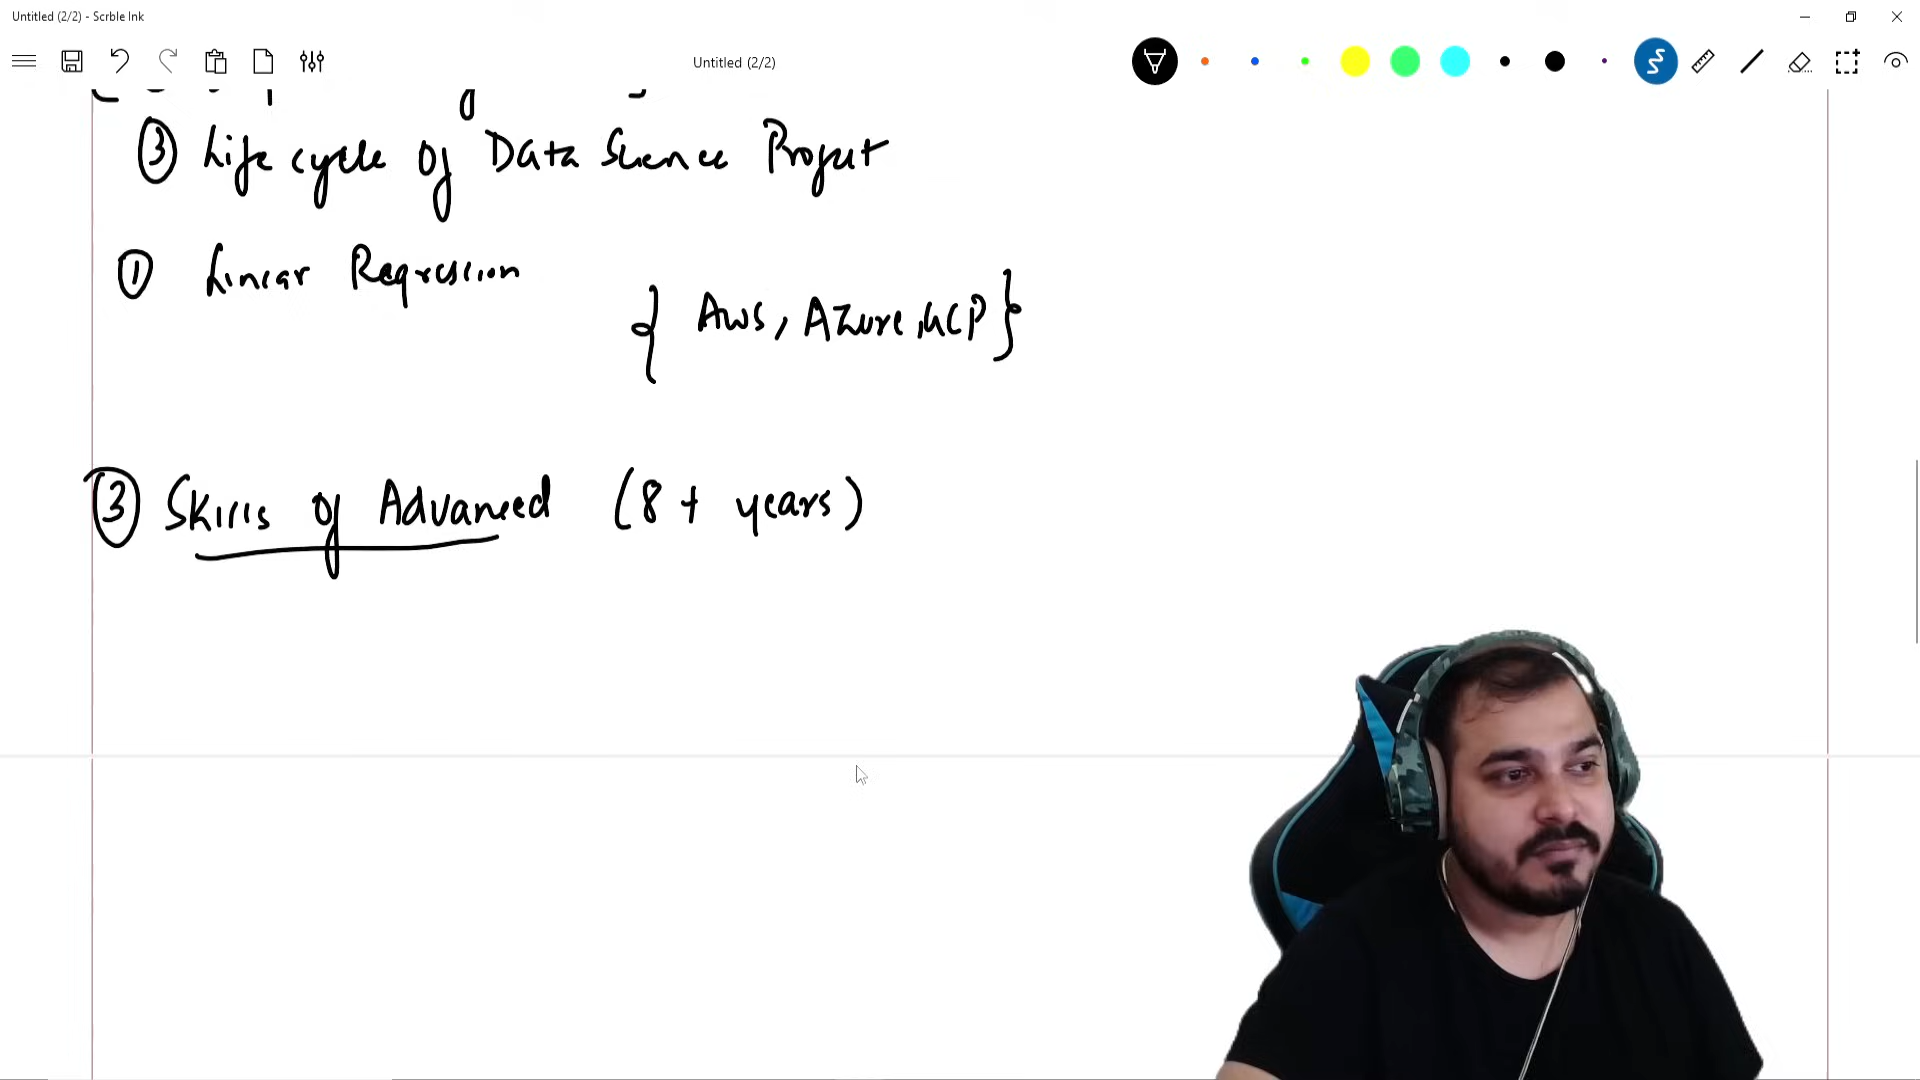 Untitled (2/2) - Scrble Ink
Untitled (2/2)
③ Life cycle of Data Science Project
① Linear Regression
{ AWS, AZure, GCP }
③ Skills of Advanced (8+ years)